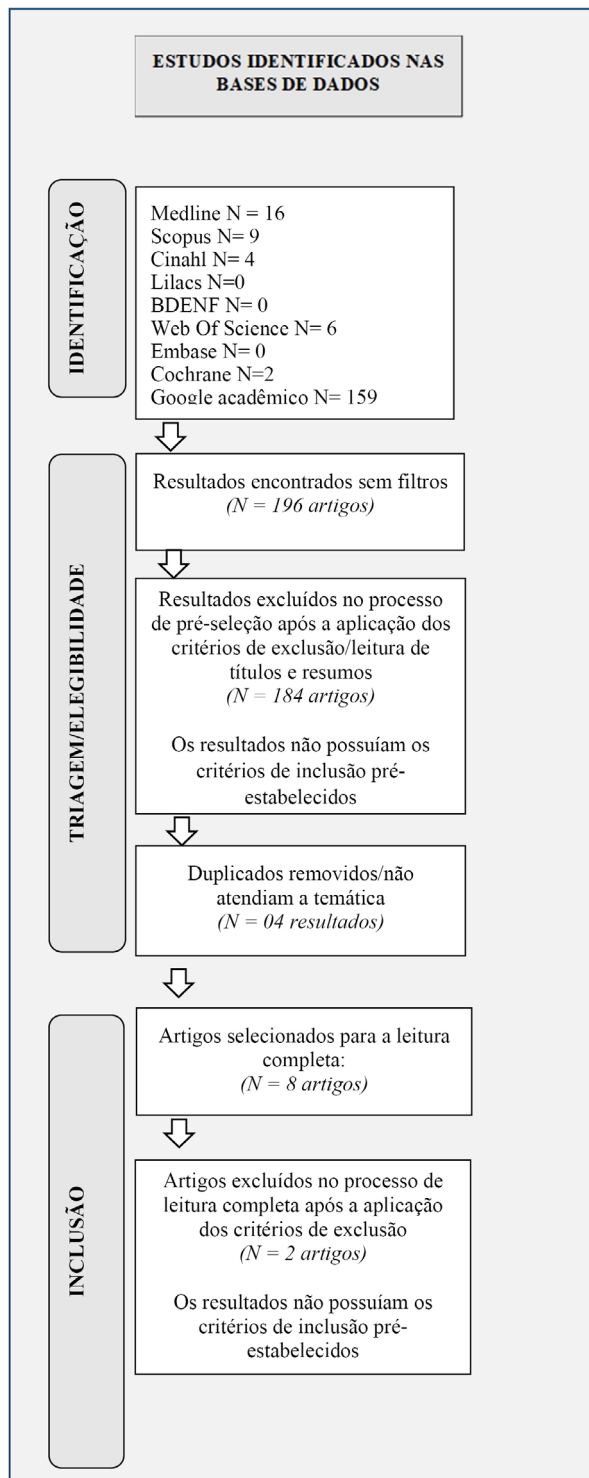 ESTUDOS IDENTIFICADOS NAS
BASES DE DADOS
IDENTIFICAÇÃO
Medline N = 16
Scopus N= 9
Cinahl N= 4
Lilacs N=0
BDENF N= 0
Web Of Science N= 6
Embase N= 0
Cochrane N=2
Google acadêmico N= 159
TRIAGEM/ELEGIBILIDADE
Resultados encontrados sem filtros
(N = 196 artigos)
Resultados excluídos no processo
de pré-seleção após a aplicação dos
critérios de exclusão/leitura de
títulos e resumos
(N = 184 artigos)
Os resultados não possuíam os
critérios de inclusão pré-
estabelecidos
Duplicados removidos/não
atendiam a temática
(N = 04 resultados)
INCLUSÃO
Artigos selecionados para a leitura
completa:
(N = 8 artigos)
Artigos excluídos no processo de
leitura completa após a aplicação
dos critérios de exclusão
(N = 2 artigos)
Os resultados não possuíam os
critérios de inclusão pré-
estabelecidos